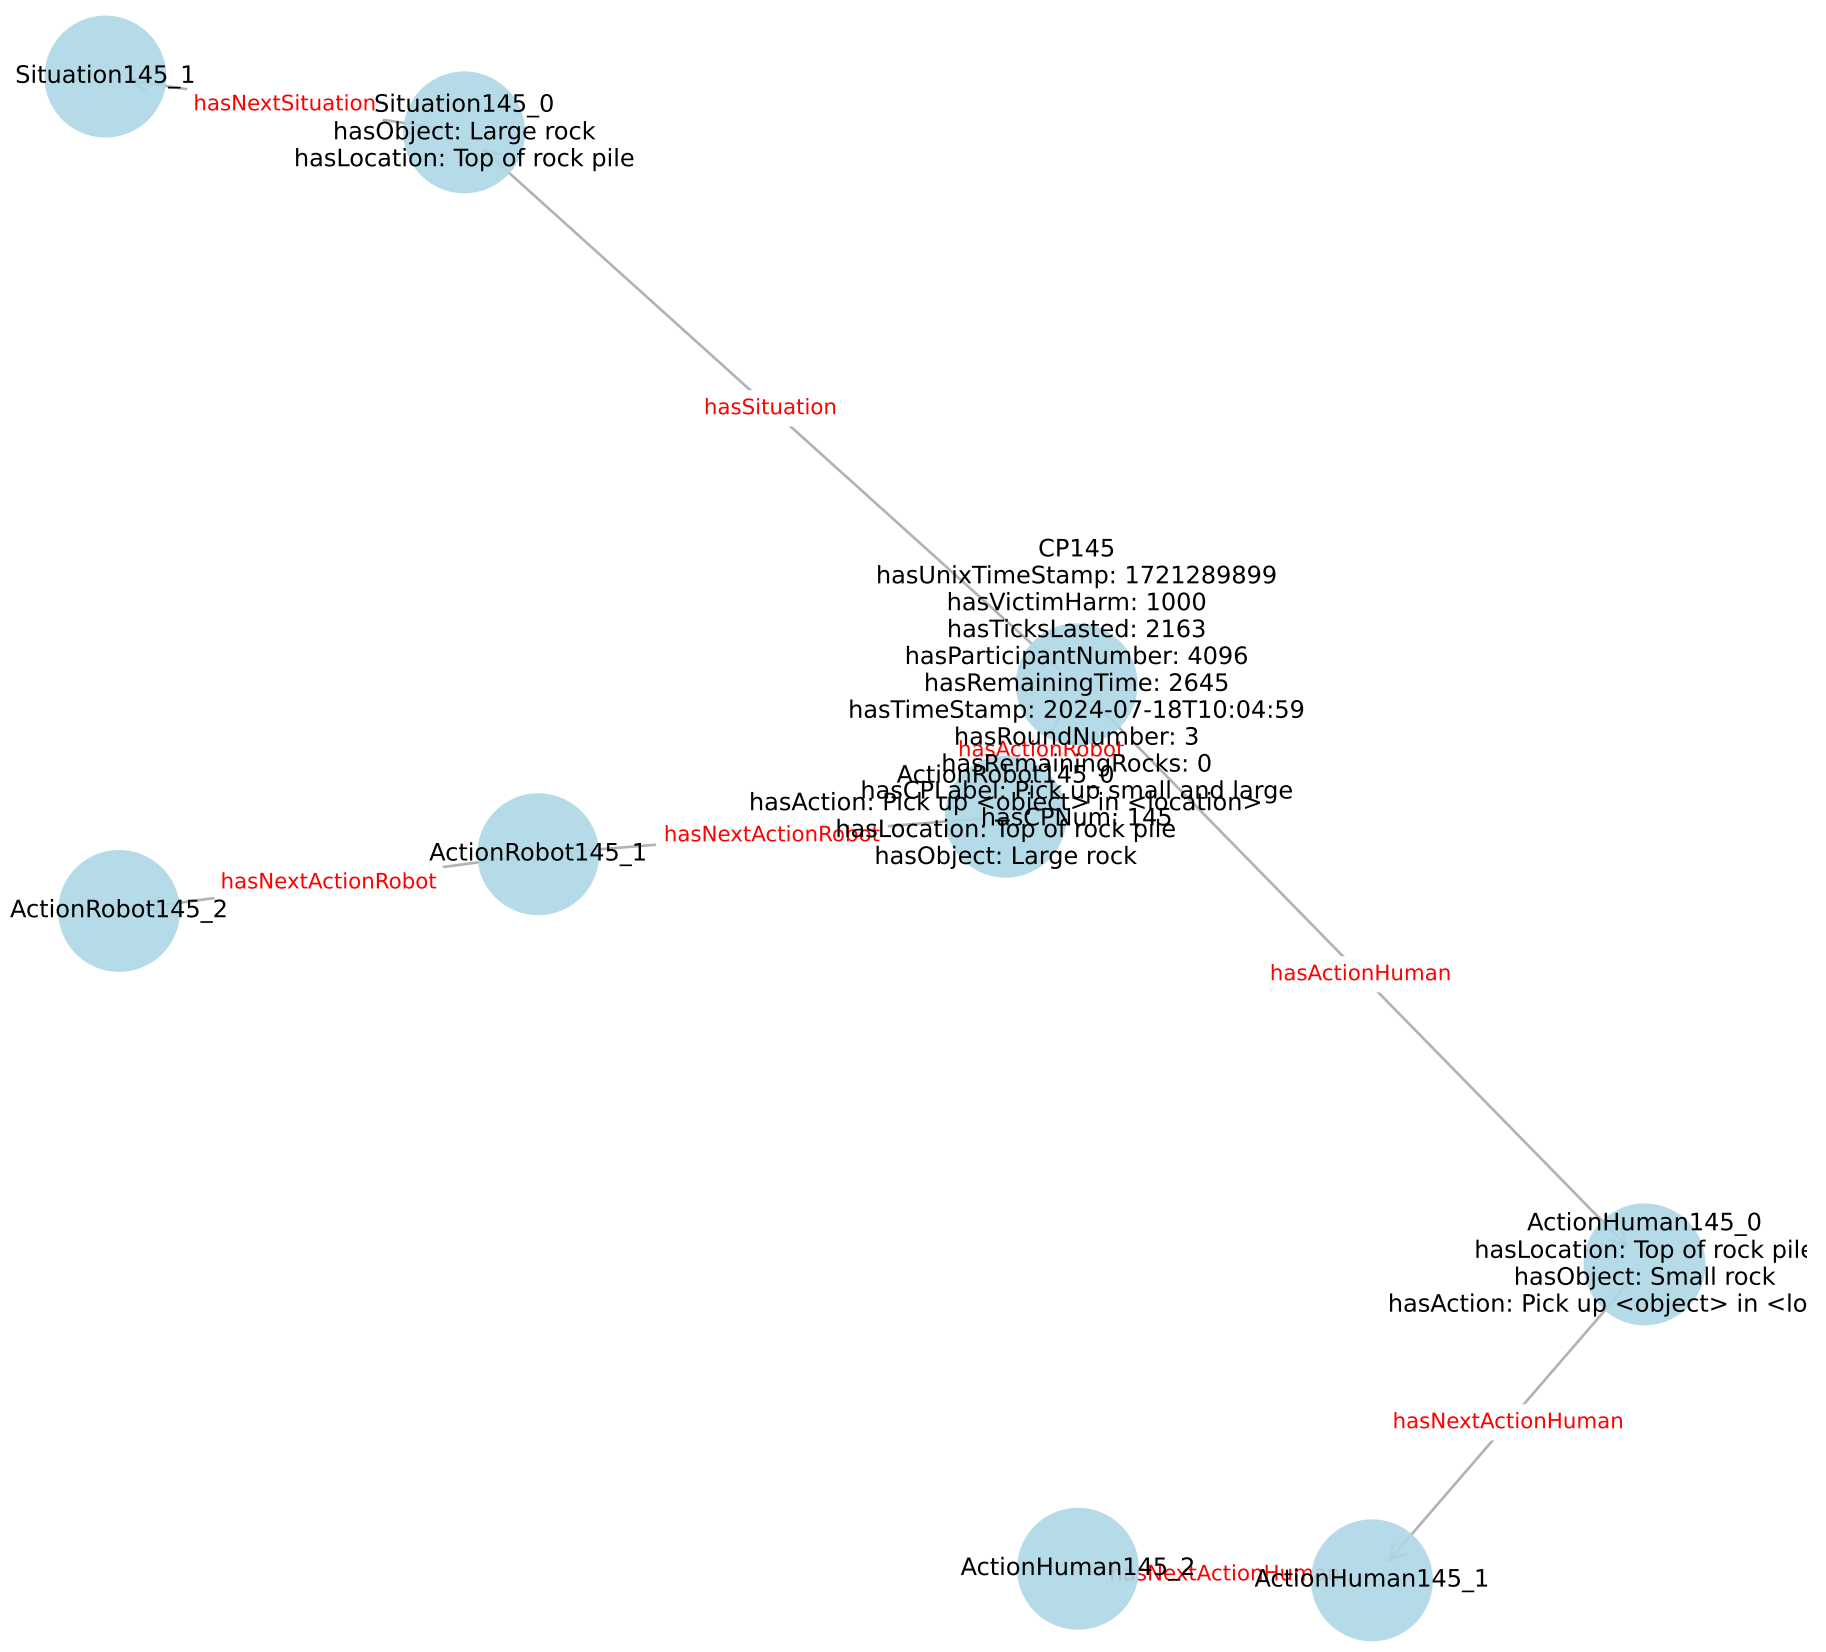 Situation145_1
hasNextSituation
Situation145_0
hasObject: Large rock
hasLocation: Top of rock pile
hasSituation
CP145
hasUnixTimeStamp: 1721289899
hasVictimHarm: 1000
hasTicksLasted: 2163
hasParticipantNumber: 4096
hasRemainingTime: 2645
hasTimeStamp: 2024-07-18T10:04:59
hasRoundNumber: 3
hasRemainingRocks: 0
hasCPLabel: Pick up small and large
hasCPNum: 145
hasActionRobot
ActionRobot145_0
hasAction: Pick up <object> in <location>
hasLocation: Top of rock pile
hasObject: Large rock
hasNextActionRobot
ActionRobot145_1
hasNextActionRobot
ActionRobot145_2
hasActionHuman
ActionHuman145_0
hasLocation: Top of rock pile
hasObject: Small rock
hasAction: Pick up <object> in <lo
hasNextActionHuman
ActionHuman145_2
hasNextActionHum
ActionHuman145_1